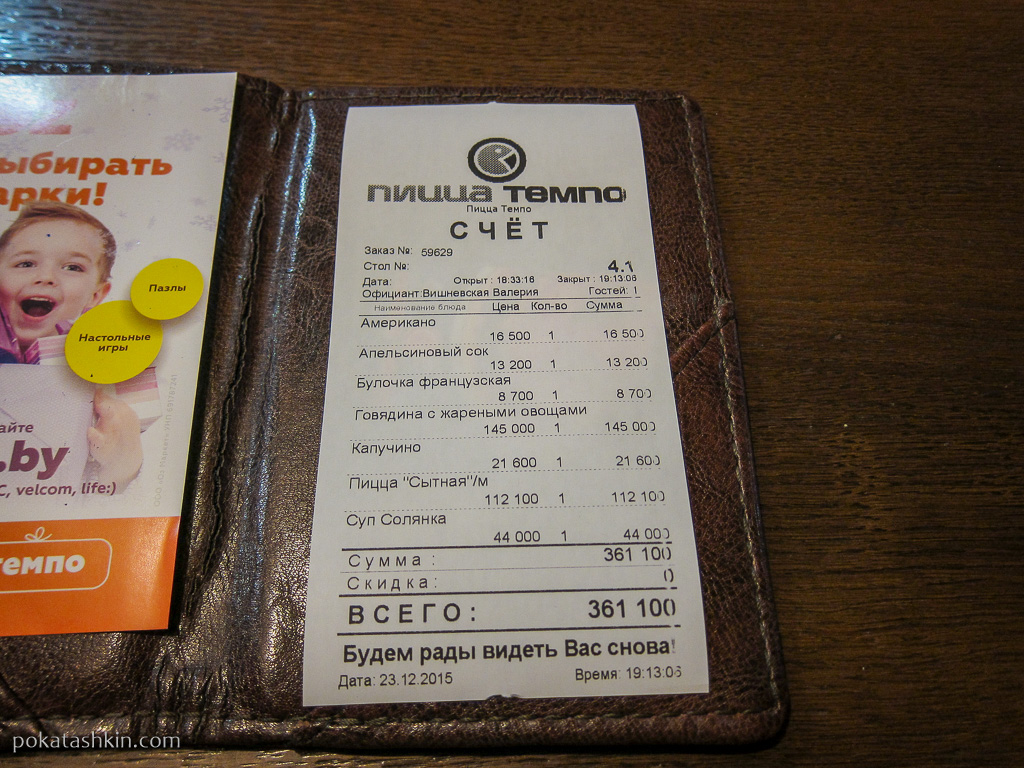 ыбирать
арки!
Пазлы
Настольные
игры
айте
.by
С, velcom, life:)
темпо
ПИЦЦА ТЕМПО
Пицца Темпо
СЧЁТ
Заказ №: 59629
Стол №: 4.1
Дата: Открыт : 18:33:16 Закрыт : 19:13:06
Официант:Вишневская Валерия Гостей: 1
Наименование блюда Цена Кол-во Сумма
Американо
16 500 1 16 500
Апельсиновый сок
13 200 1 13 200
Булочка французская
8 700 1 8 700
Говядина с жареными овощами
145 000 1 145 000
Капучино
21 600 1 21 600
Пицца "Сытная"/м
112 100 1 112 100
Суп Солянка
44 000 1 44 000
Сумма: 361 100
Скидка: 0
ВСЕГО: 361 100
Будем рады видеть Вас снова!
Дата: 23.12.2015 Время: 19:13:06
pokatashkin.com